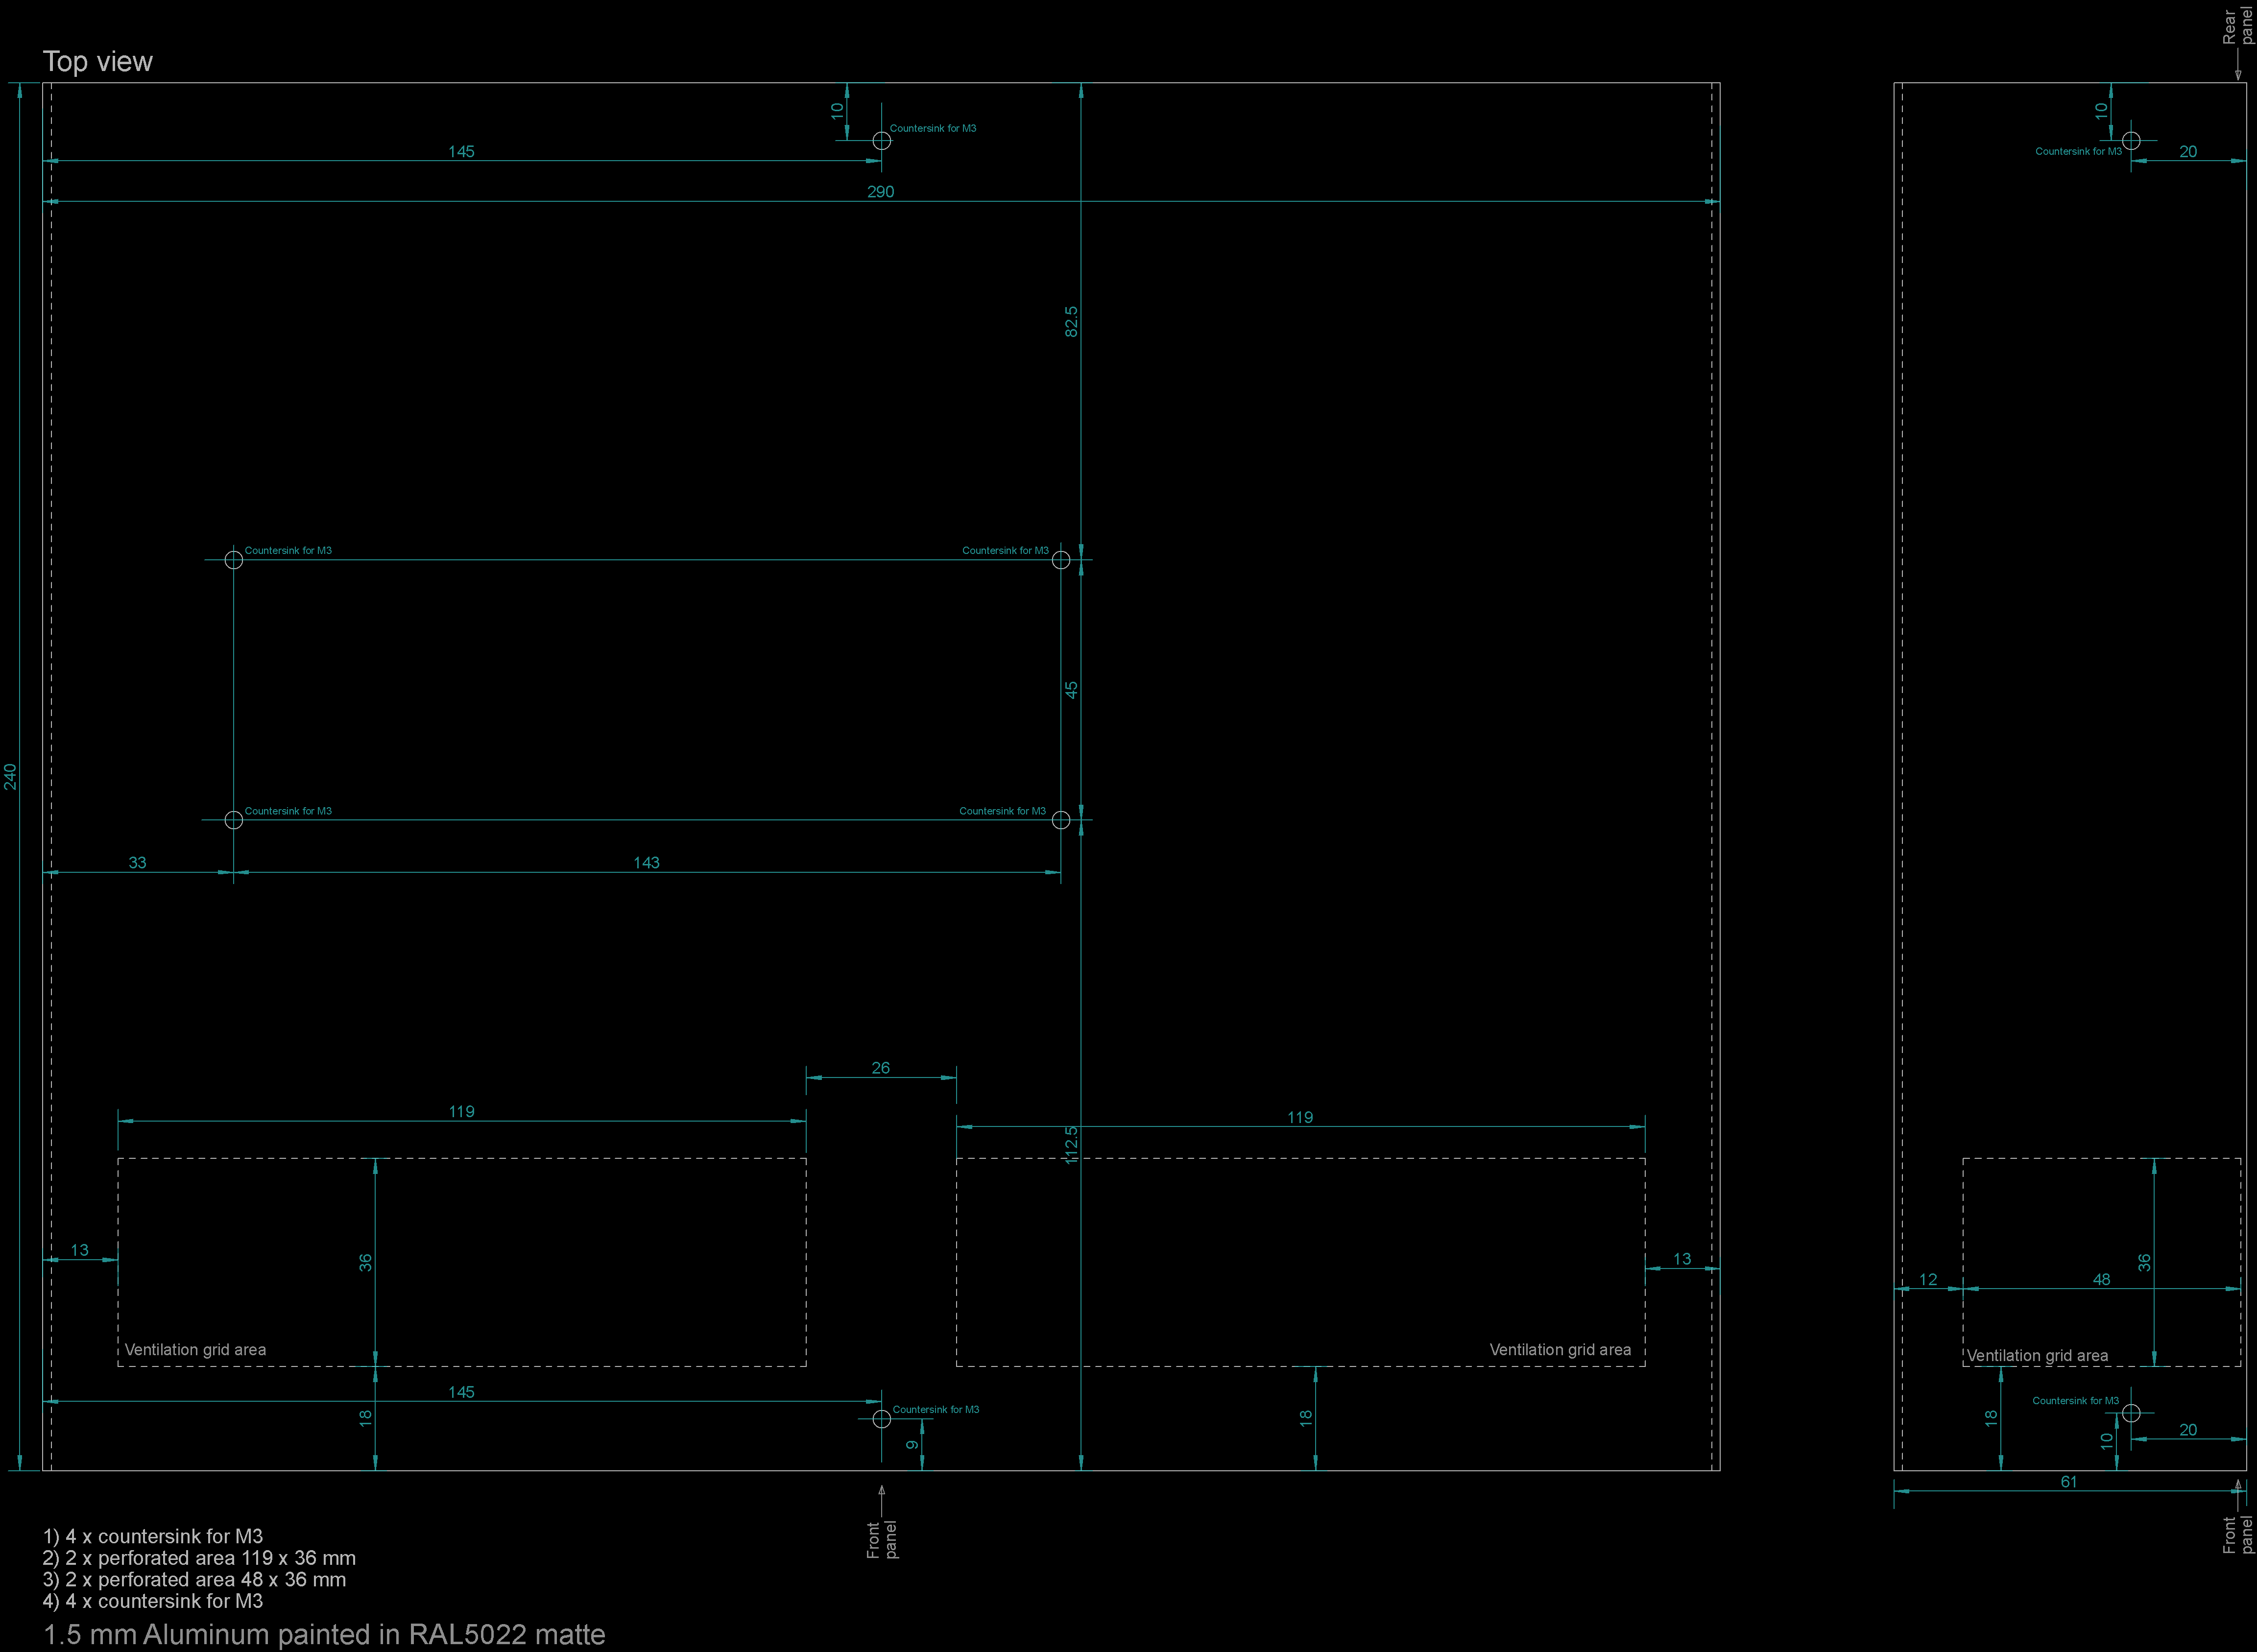 Rear
panel
Top view
10
Countersink for M3
145
290
82.5
10
Countersink for M3
20
Countersink for M3
Countersink for M3
45
240
Countersink for M3
Countersink for M3
33
143
26
119
119
112.5
13
36
13
36
12
48
Ventilation grid area
Ventilation grid area
Ventilation grid area
145
18
Countersink for M3
9
18
18
Countersink for M3
10
20
61
Front
panel
Front
panel
1) 4 x countersink for M3
2) 2 x perforated area 119 x 36 mm
3) 2 x perforated area 48 x 36 mm
4) 4 x countersink for M3
1.5 mm Aluminum painted in RAL5022 matte